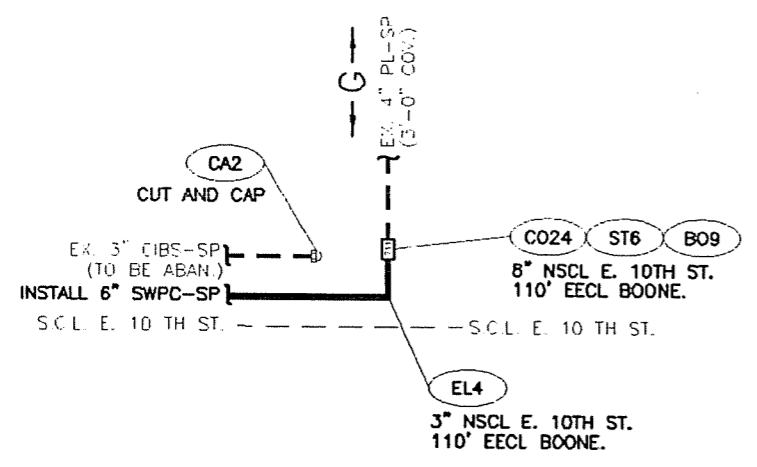 G
EX. 4" PL-SP
(3'-0" COV.)
CA2
CUT AND CAP
EX. 3" CIBS-SP
(TO BE ABAN.)
INSTALL 6" SWPC-SP
S.C.L. E. 10 TH ST.
S.C.L. E. 10 TH ST.
CO24
ST6
BO9
8" NSCL E. 10TH ST.
110' EECL BOONE.
EL4
3" NSCL E. 10TH ST.
110' EECL BOONE.